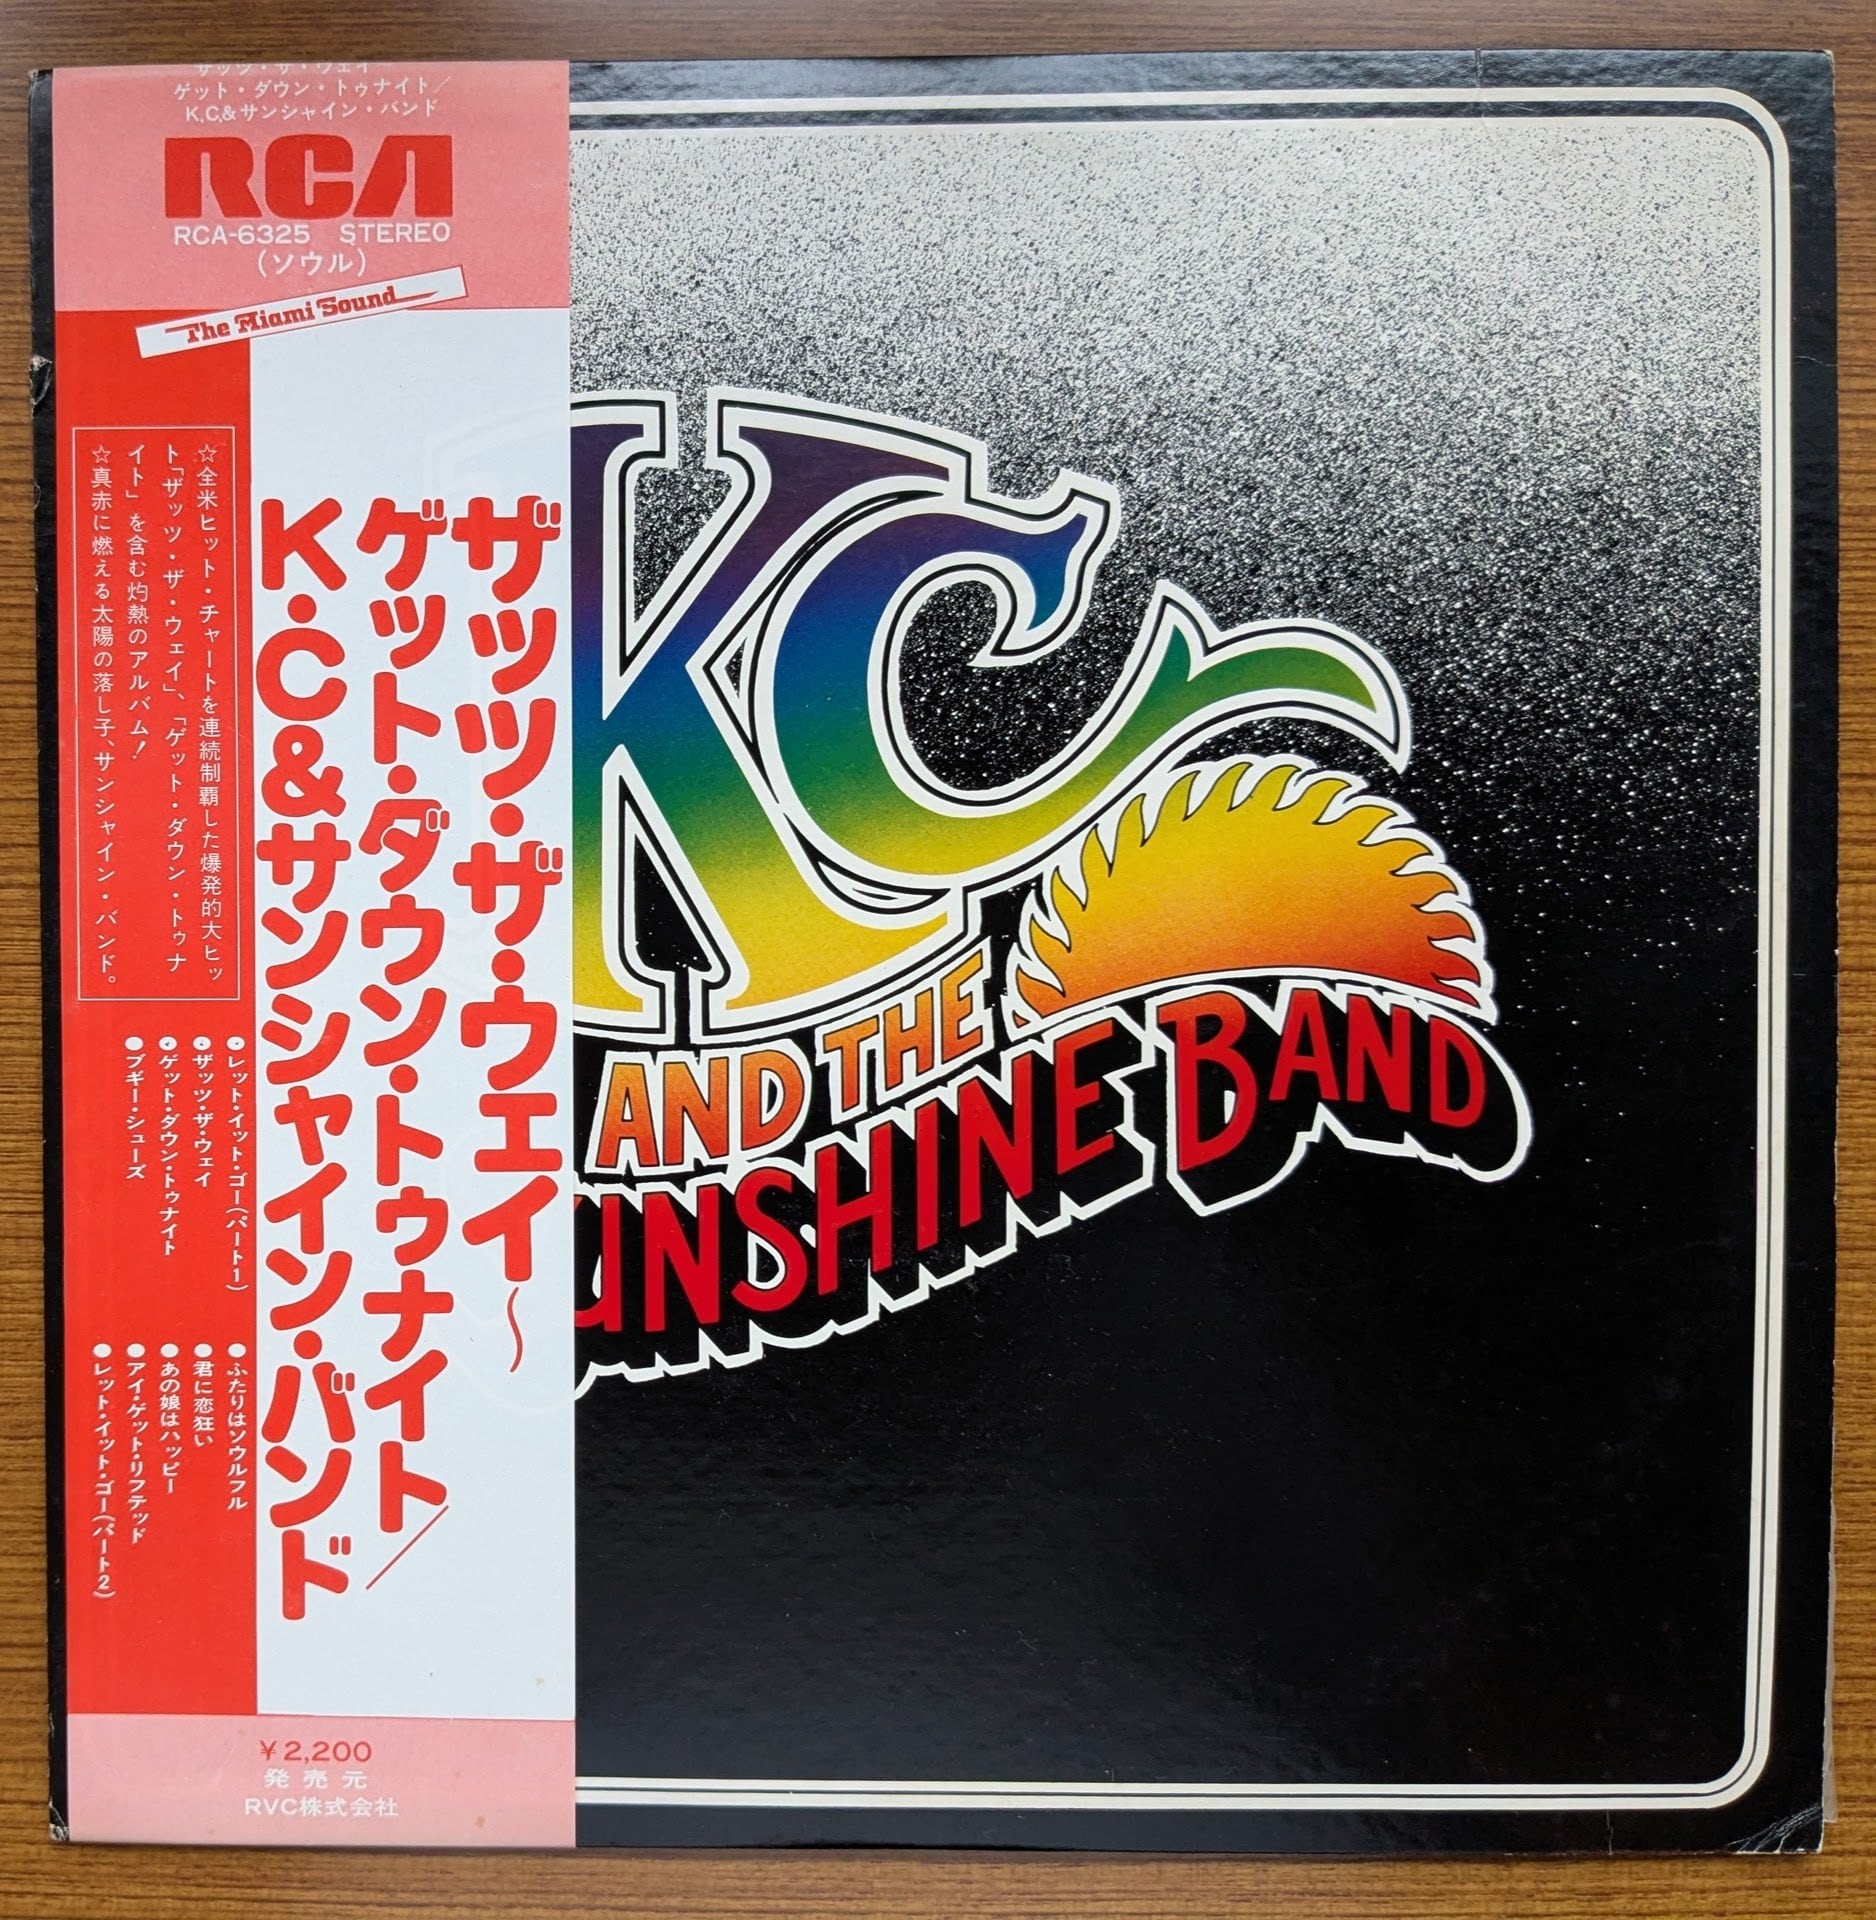 ザッツ・ザ・ウェイ〜
ゲット・ダウン・トゥナイト/
K.C.&サンシャイン・バンド
RCA
RCA-6325 STEREO
(ソウル)
The Miami Sound
ザッツ・ザ・ウェイ〜
ゲット・ダウン・トゥナイト/
K.C&サンシャイン・バンド
☆全米ヒット・チャートを連続制覇した爆発的大ヒッ
ト「ザッツ・ザ・ウェイ」、「ゲット・ダウン・トゥナ
イト」を含む灼熱のアルバム!
☆真赤に燃える太陽の落し子、サンシャイン・バンド。
●レット・イット・ゴー(パート1)
●ザッツ・ザ・ウェイ
●ゲット・ダウン・トゥナイト
●ブギー・シューズ
●ふたりはソウルフル
●君に恋狂い
●あの娘はハッピー
●アイ・ゲット・リフテッド
●レット・イット・ゴー(パート2)
¥2,200
発売元
RVC株式会社
KC
AND THE
UNSHINE BAND